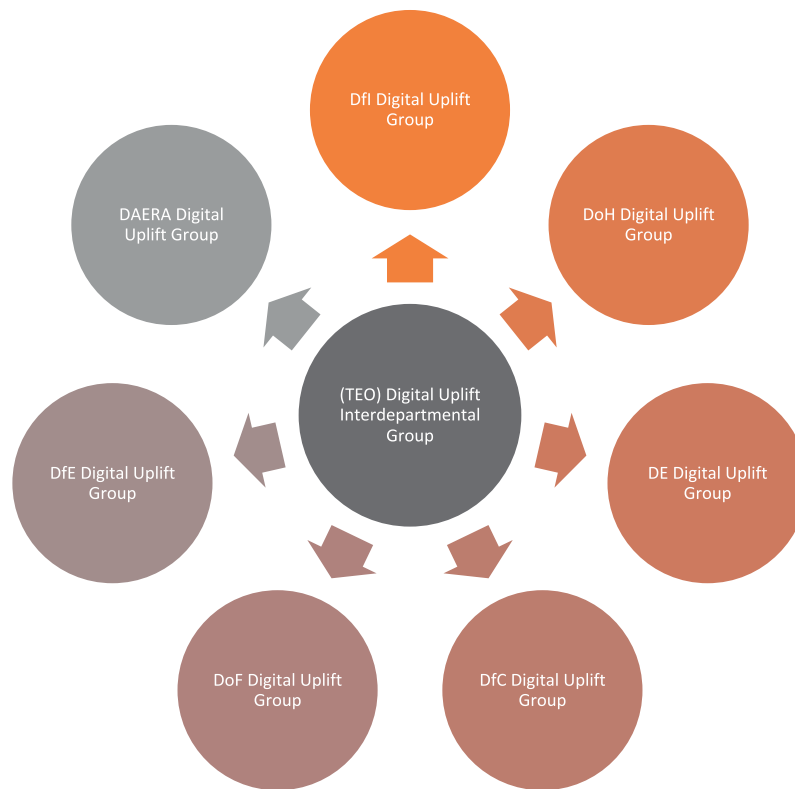 DfI Digital Uplift
Group
DAERA Digital
Uplift Group
DoH Digital Uplift
Group
(TEO) Digital Uplift
Interdepartmental
Group
DfE Digital Uplift
Group
DE Digital Uplift
Group
DoF Digital Uplift
Group
DfC Digital Uplift
Group